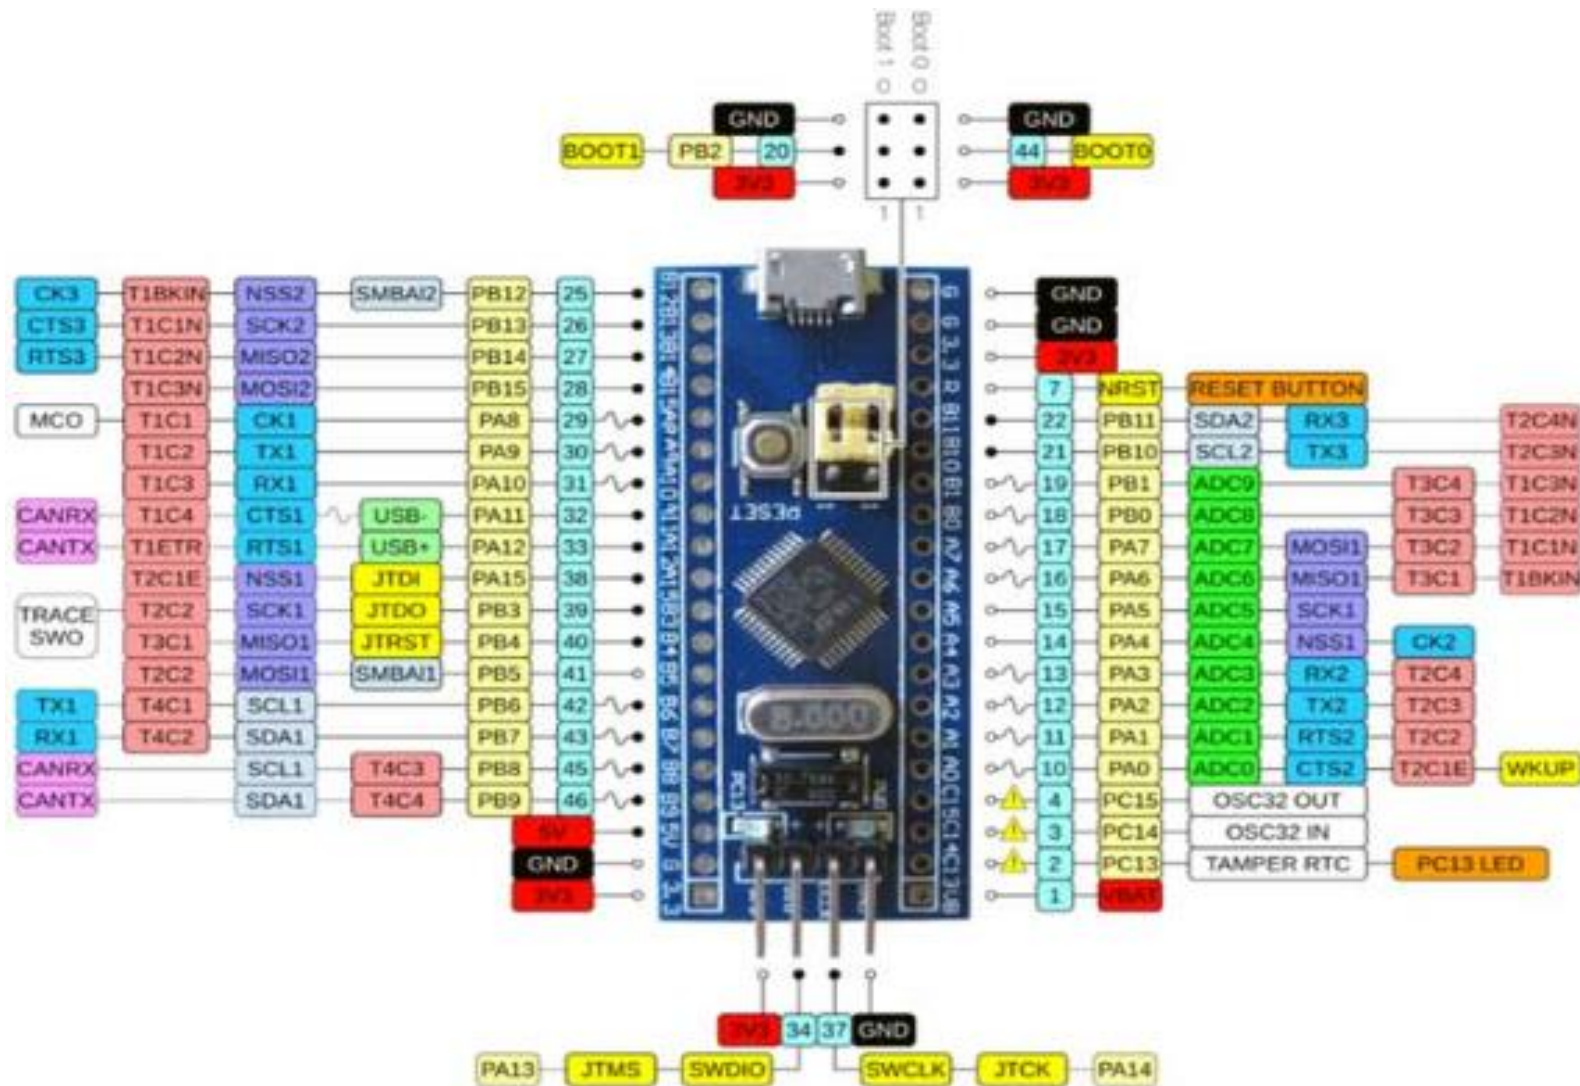 Boot 1 Boot 0
GND GND
BOOT1 PB2 20 44 BOOT0
3V3 3V3
1 1
CK3 T1BKIN NSS2 SMBAI2 PB12 25 GND
CTS3 T1C1N SCK2 PB13 26 GND
RTS3 T1C2N MISO2 PB14 27 3V3
T1C3N MOSI2 PB15 28 7 NRST RESET BUTTON
MCO T1C1 CK1 PA8 29 22 PB11 SDA2 RX3 T2C4N
T1C2 TX1 PA9 30 21 PB10 SCL2 TX3 T2C3N
T1C3 RX1 PA10 31 19 PB1 ADC9 T3C4 T1C3N
CANRX T1C4 CTS1 USB- PA11 32 RESET 18 PB0 ADC8 T3C3 T1C2N
CANTX T1ETR RTS1 USB+ PA12 33 17 PA7 ADC7 MOSI1 T3C2 T1C1N
T2C1E NSS1 JTDI PA15 38 16 PA6 ADC6 MISO1 T3C1 T1BKIN
TRACE SWO T2C2 SCK1 JTDO PB3 39 15 PA5 ADC5 SCK1
T3C1 MISO1 JTRST PB4 40 14 PA4 ADC4 NSS1 CK2
T2C2 MOSI1 SMBAI1 PB5 41 13 PA3 ADC3 RX2 T2C4
TX1 T4C1 SCL1 PB6 42 8.000 12 PA2 ADC2 TX2 T2C3
RX1 T4C2 SDA1 PB7 43 11 PA1 ADC1 RTS2 T2C2
CANRX SCL1 T4C3 PB8 45 10 PA0 ADC0 CTS2 T2C1E WKUP
CANTX SDA1 T4C4 PB9 46 4 PC15 OSC32 OUT
5V 3 PC14 OSC32 IN
GND 2 PC13 TAMPER RTC PC13 LED
3V3 1 VBAT
3V3 34 37 GND
PA13 JTMS SWDIO SWCLK JTCK PA14